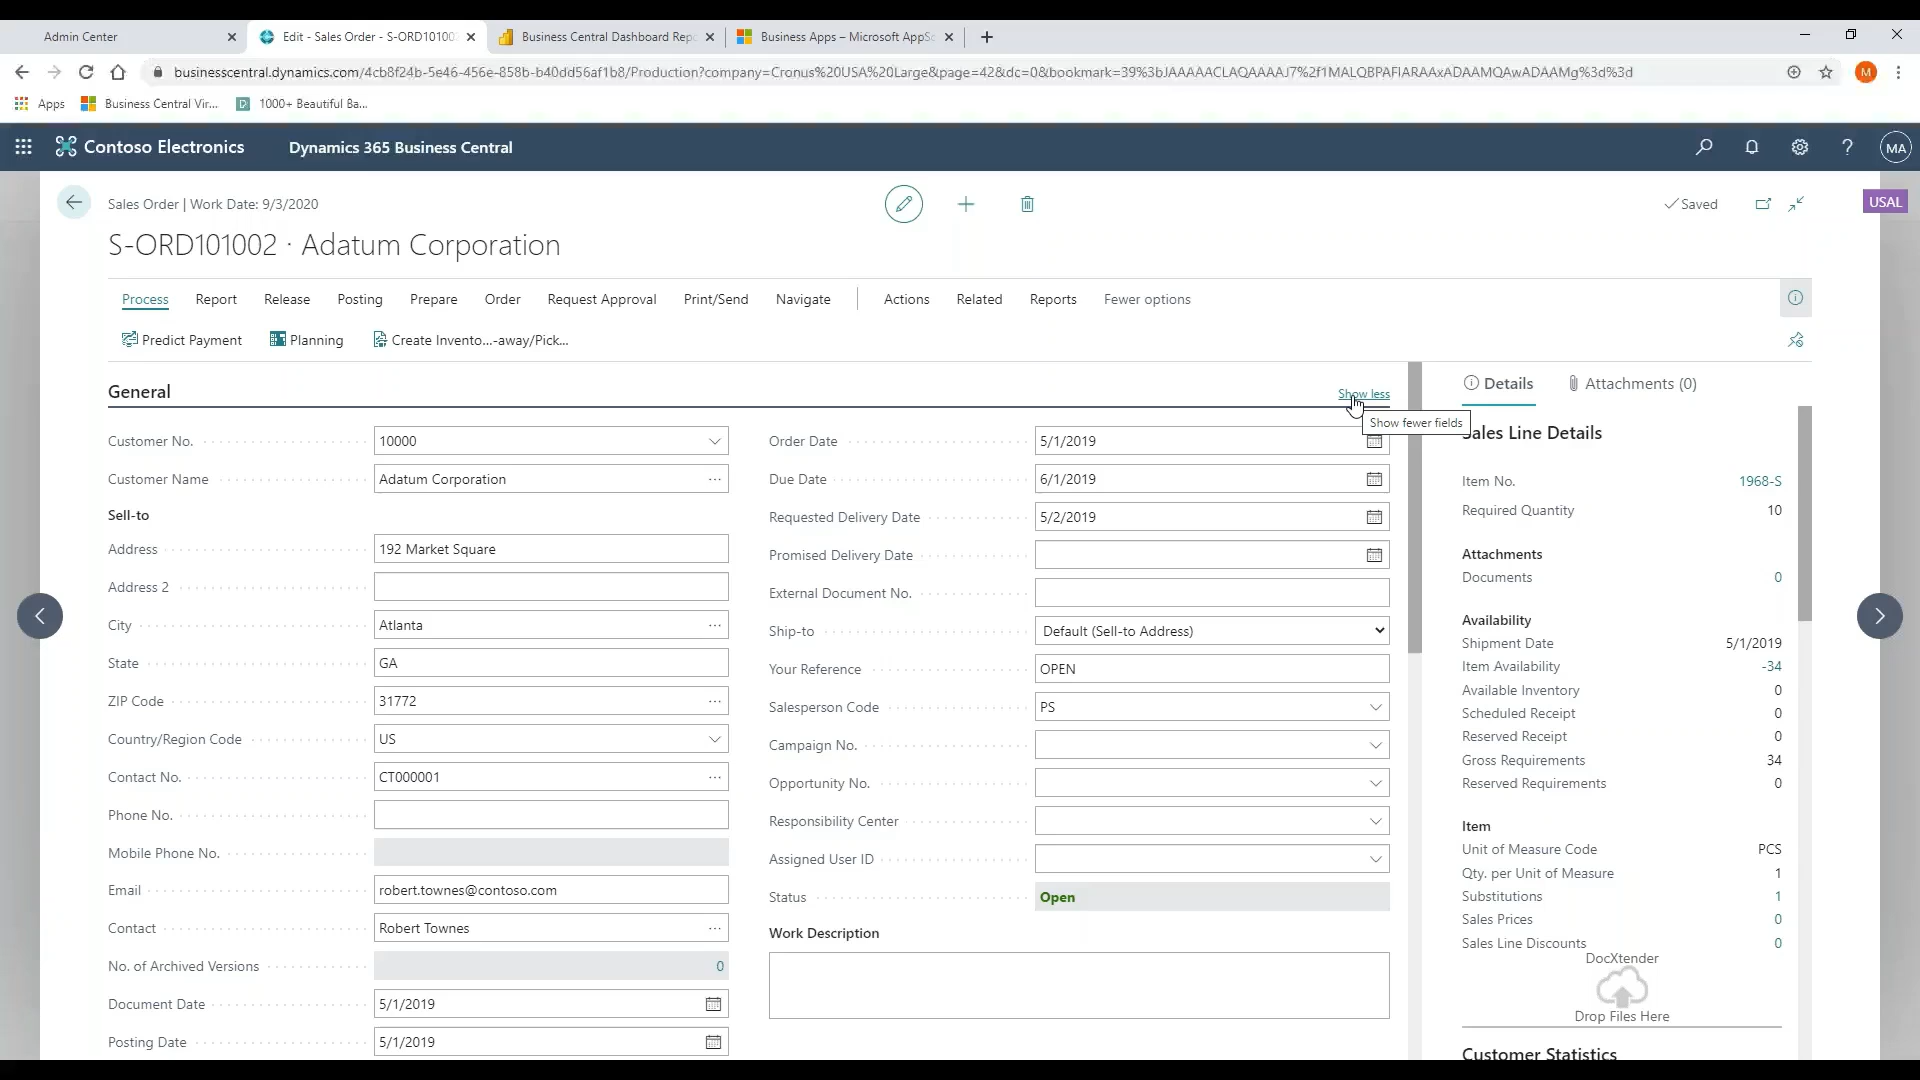 Admin Center
Edit - Sales Order - S-ORD101002
Business Central Dashboard Repo
Business Apps – Microsoft AppSo
businesscentral.dynamics.com/4cb8f24b-5e46-456e-858b-b40dd56af1b8/Production?company=Cronus%20USA%20Large&page=42&dc=0&bookmark=39%3bJAAAAACLAQAAAAJ7%2f1MALQBPAFIARAAxADAAMQAwADAAMg%3d%3d
M
Apps
Business Central Vir...
1000+ Beautiful Ba...
Contoso Electronics
Dynamics 365 Business Central
MA
Sales Order | Work Date: 9/3/2020
Saved
USAL
S-ORD101002 · Adatum Corporation
Process Report Release Posting Prepare Order Request Approval Print/Send Navigate Actions Related Reports Fewer options
Predict Payment Planning Create Invento...-away/Pick...
General
Show less
Show fewer fields
Customer No. 10000
Customer Name Adatum Corporation
Sell-to
Address 192 Market Square
Address 2
City Atlanta
State GA
ZIP Code 31772
Country/Region Code US
Contact No. CT000001
Phone No.
Mobile Phone No.
Email robert.townes@contoso.com
Contact Robert Townes
No. of Archived Versions 0
Document Date 5/1/2019
Posting Date 5/1/2019
Order Date 5/1/2019
Due Date 6/1/2019
Requested Delivery Date 5/2/2019
Promised Delivery Date
External Document No.
Ship-to Default (Sell-to Address)
Your Reference OPEN
Salesperson Code PS
Campaign No.
Opportunity No.
Responsibility Center
Assigned User ID
Status Open
Work Description
Details Attachments (0)
Sales Line Details
Item No. 1968-S
Required Quantity 10
Attachments
Documents 0
Availability
Shipment Date 5/1/2019
Item Availability -34
Available Inventory 0
Scheduled Receipt 0
Reserved Receipt 0
Gross Requirements 34
Reserved Requirements 0
Item
Unit of Measure Code PCS
Qty. per Unit of Measure 1
Substitutions 1
Sales Prices 0
Sales Line Discounts 0
DocXtender
Drop Files Here
Customer Statistics